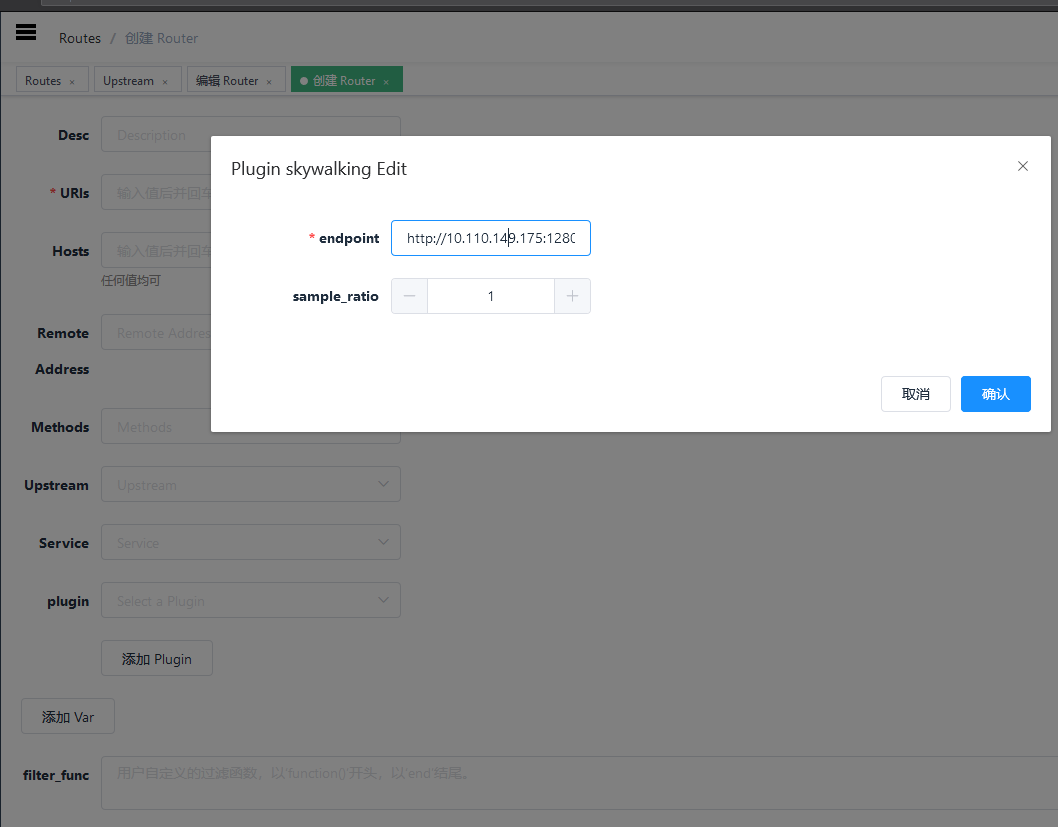 Routes / 创建 Router
Routes × Upstream × 编辑 Router × 创建 Router ×
Desc Description
Plugin skywalking Edit ×
* URIs 输入值后并回车
* endpoint http://10.110.149.175:1280
Hosts 输入值后并回车
任何值均可
sample_ratio 1
Remote Address Remote Address
取消 确认
Methods Methods
Upstream Upstream
Service Service
plugin Select a Plugin
添加 Plugin
添加 Var
filter_func 用户自定义的过滤函数，以'function()'开头，以'end'结尾。